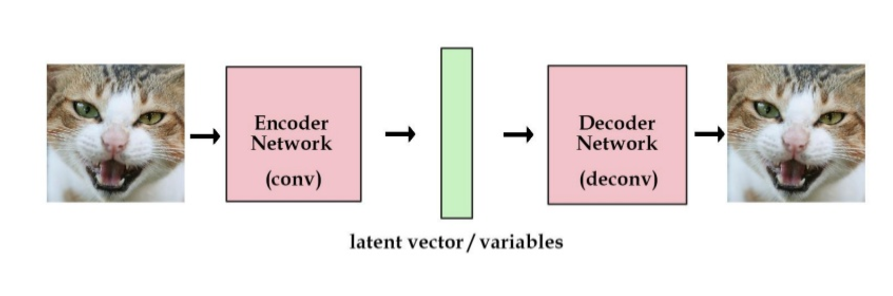 Encoder
Network
(conv)
Decoder
Network
(deconv)
latent vector / variables